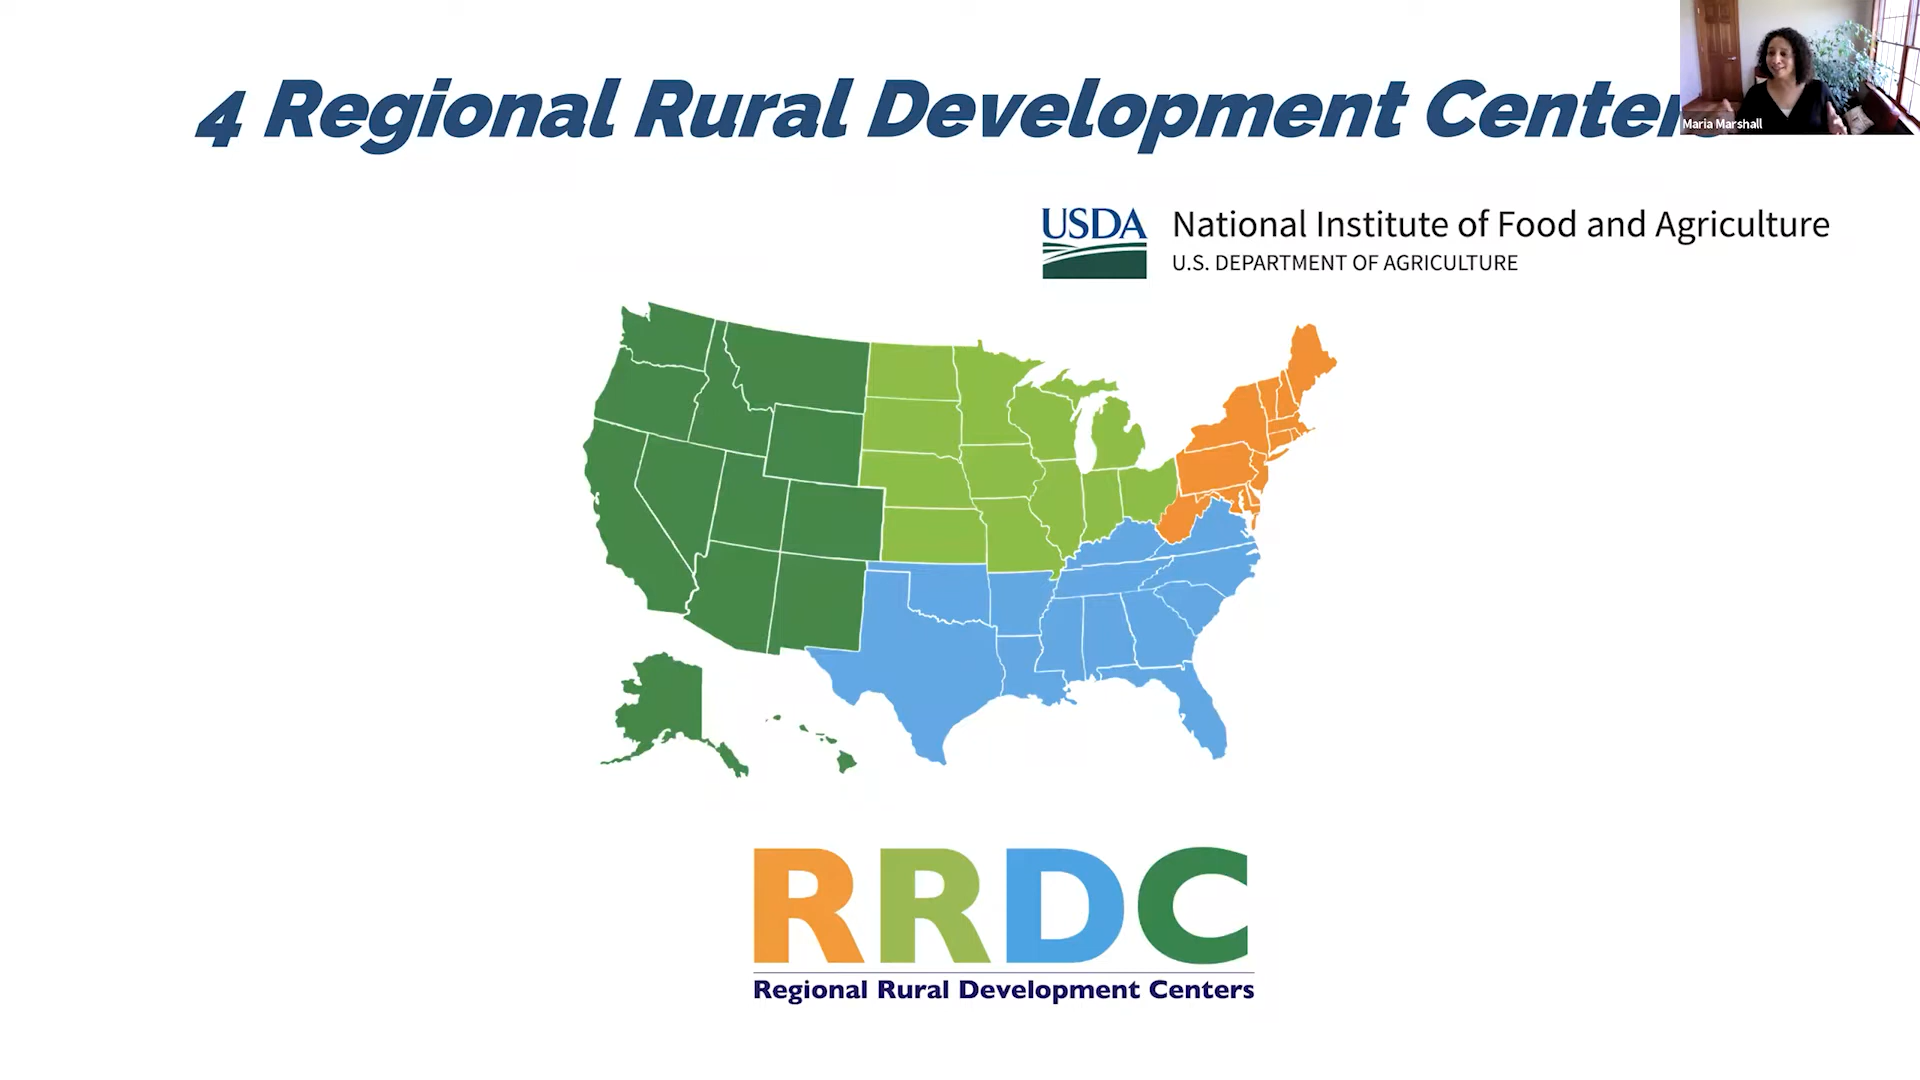 4 Regional Rural Development Center
Maria Marshall
USDA National Institute of Food and Agriculture
U.S. DEPARTMENT OF AGRICULTURE
RRDC
Regional Rural Development Centers